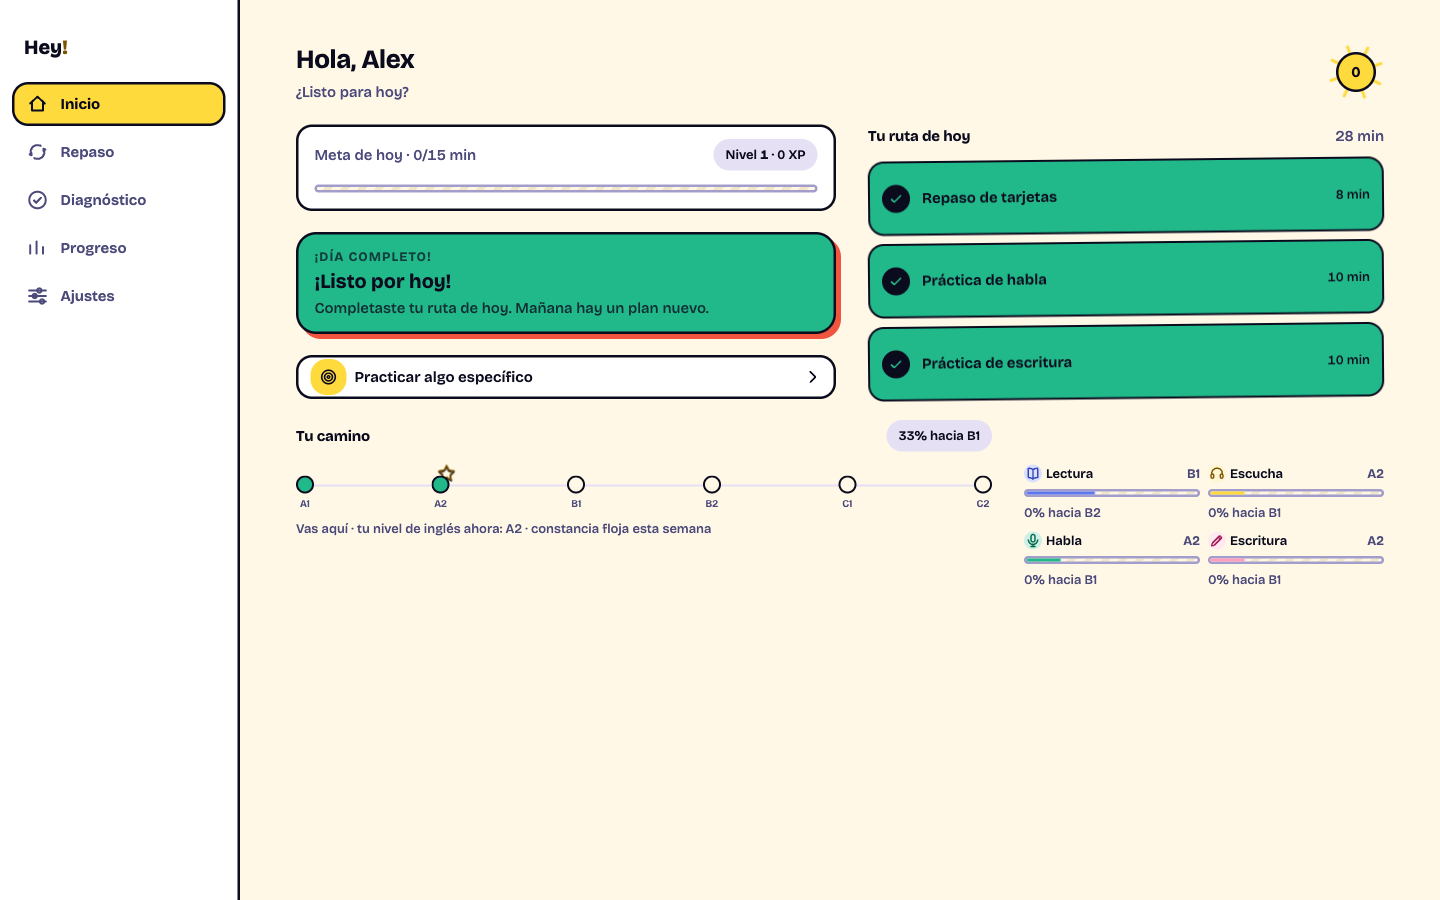 Hey!
Inicio
Repaso
Diagnóstico
Progreso
Ajustes
Hola, Alex
¿Listo para hoy?
0
Meta de hoy · 0/15 min
Nivel 1 · 0 XP
¡DÍA COMPLETO!
¡Listo por hoy!
Completaste tu ruta de hoy. Mañana hay un plan nuevo.
Practicar algo específico
Tu ruta de hoy
28 min
Repaso de tarjetas
8 min
Práctica de habla
10 min
Práctica de escritura
10 min
Tu camino
33% hacia B1
A1
A2
B1
B2
C1
C2
Vas aquí · tu nivel de inglés ahora: A2 · constancia floja esta semana
Lectura
B1
0% hacia B2
Escucha
A2
0% hacia B1
Habla
A2
0% hacia B1
Escritura
A2
0% hacia B1